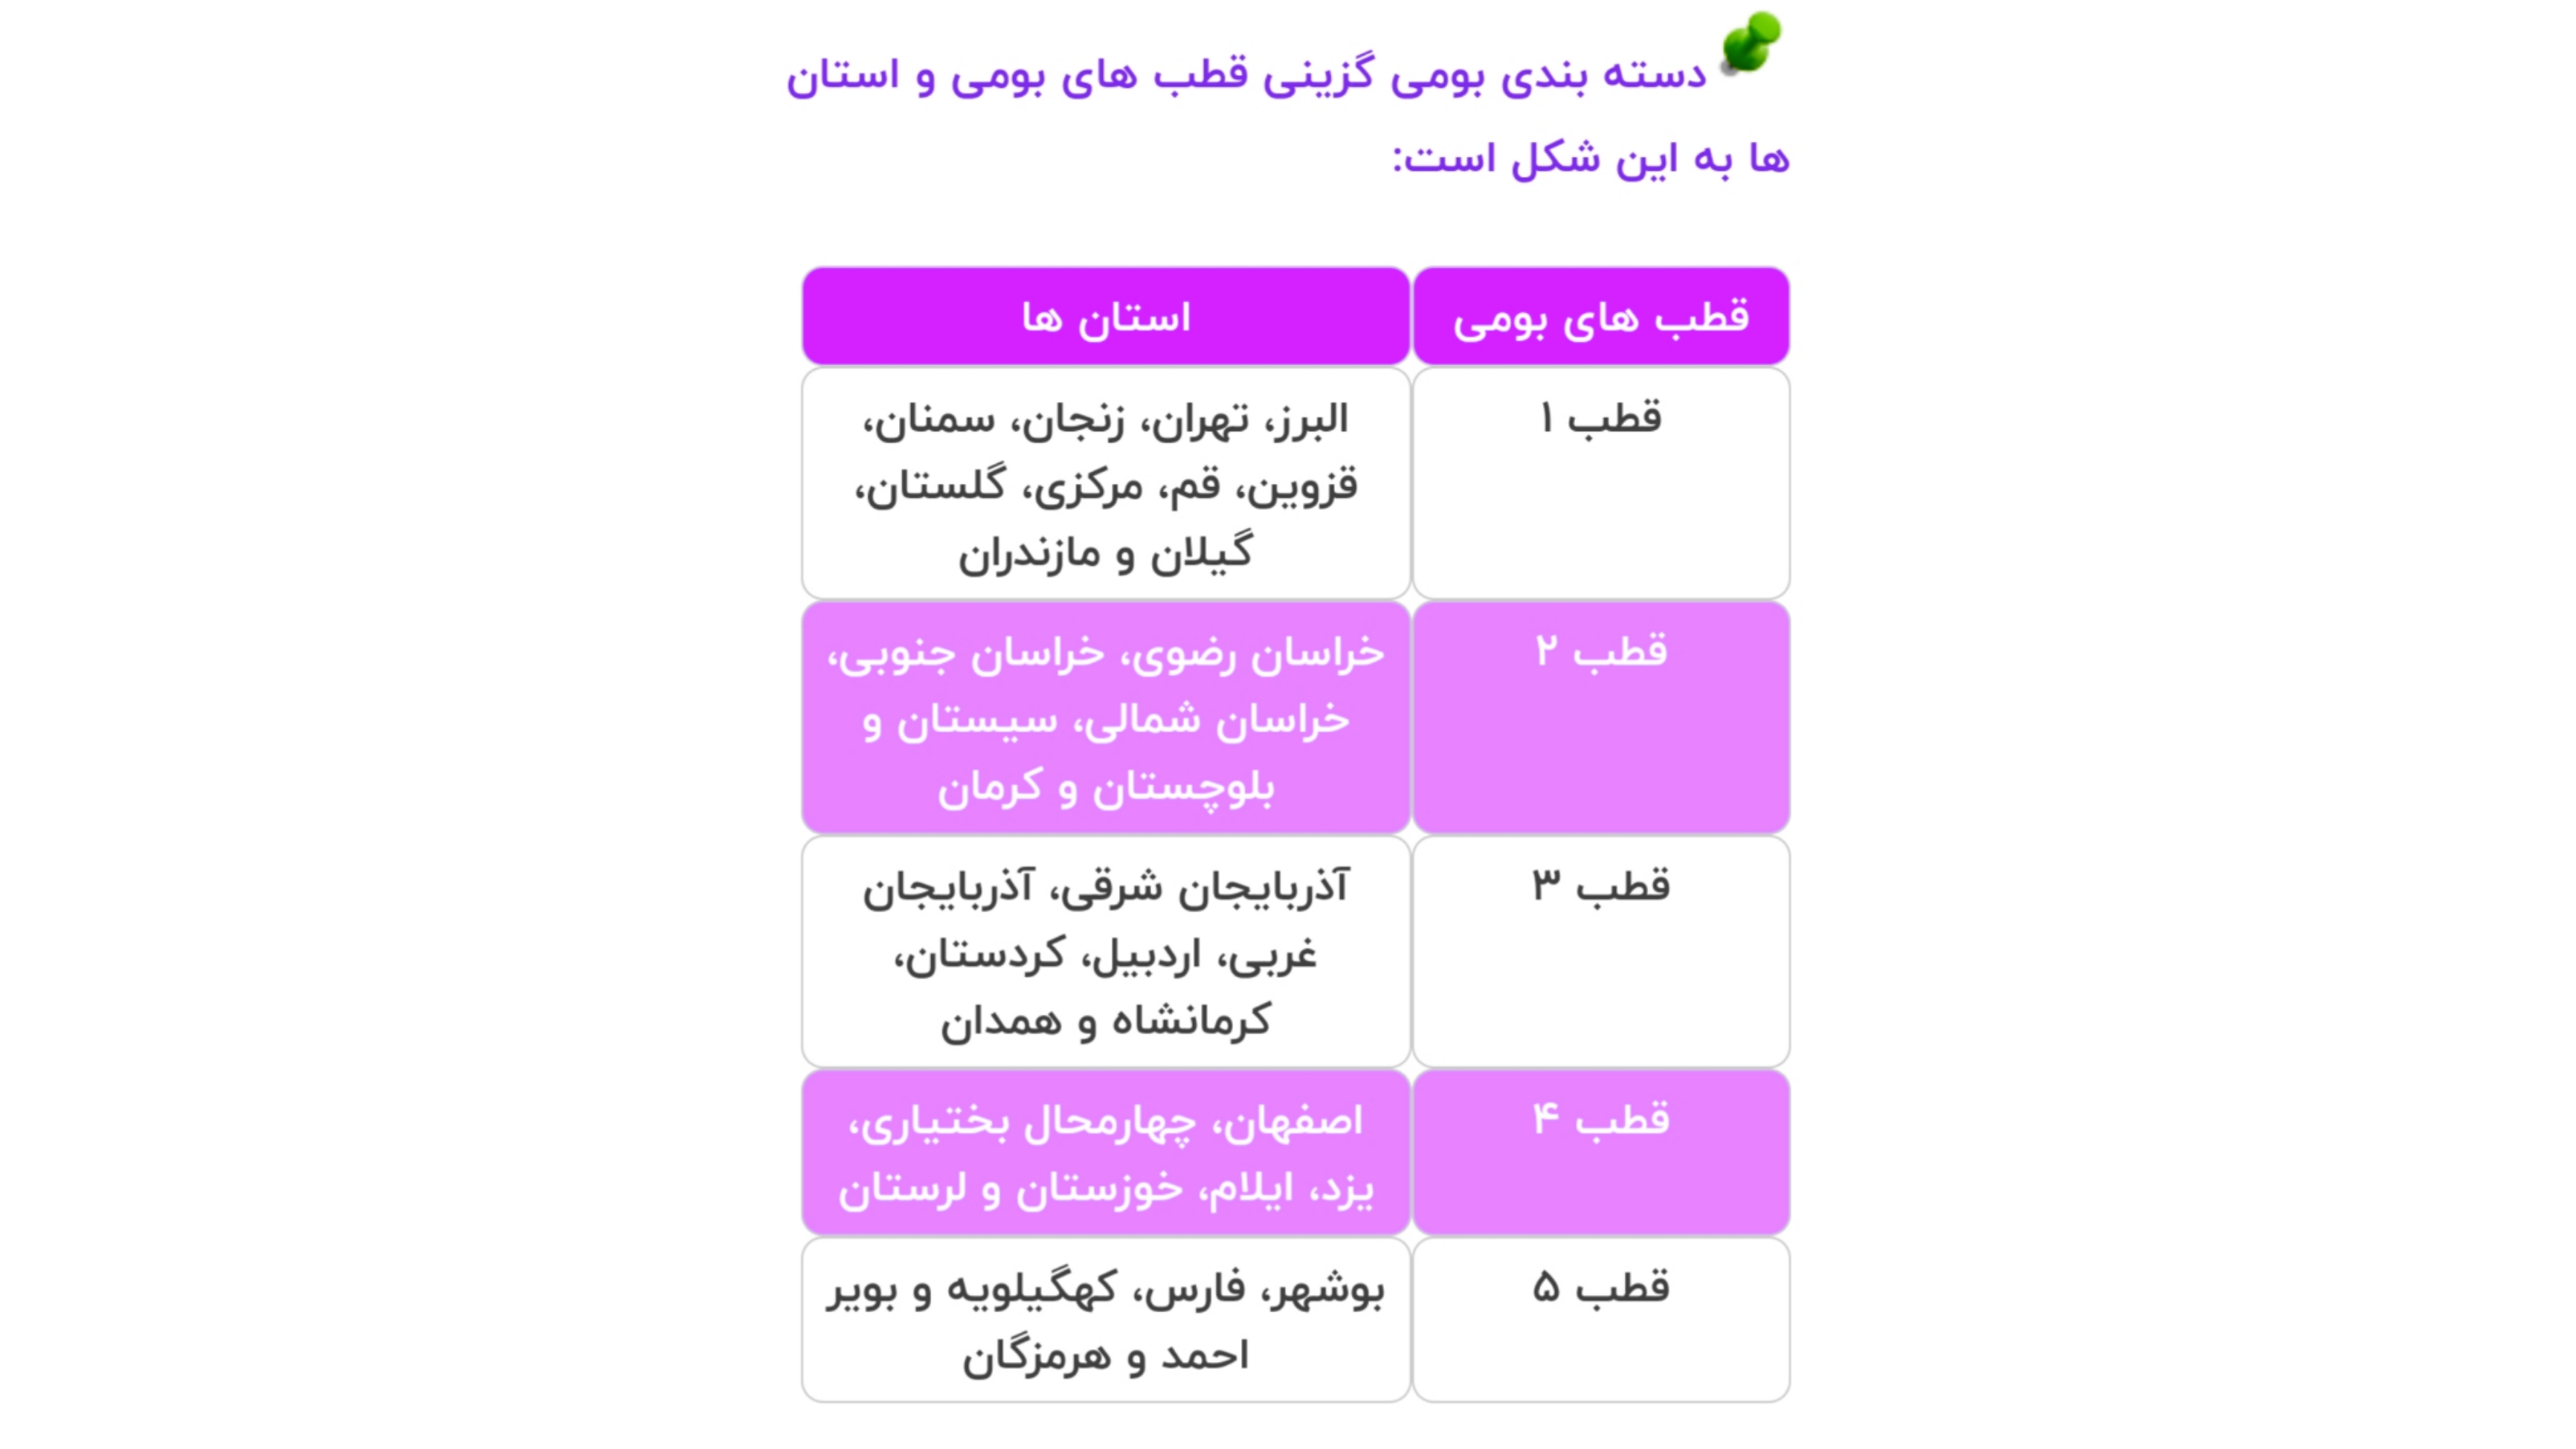 دسته بندی بومی گزینی قطب های بومی و استان
ها به این شکل است:
قطب های بومی
استان ها
قطب ۱
البرز، تهران، زنجان، سمنان،
قزوین، قم، مرکزی، گلستان،
گیلان و مازندران
قطب ۲
خراسان رضوی، خراسان جنوبی،
خراسان شمالی، سیستان و
بلوچستان و کرمان
قطب ۳
آذربایجان شرقی، آذربایجان
غربی، اردبیل، کردستان،
کرمانشاه و همدان
قطب ۴
اصفهان، چهارمحال بختیاری،
یزد، ایلام، خوزستان و لرستان
قطب ۵
بوشهر، فارس، کهگیلویه و بویر
احمد و هرمزگان